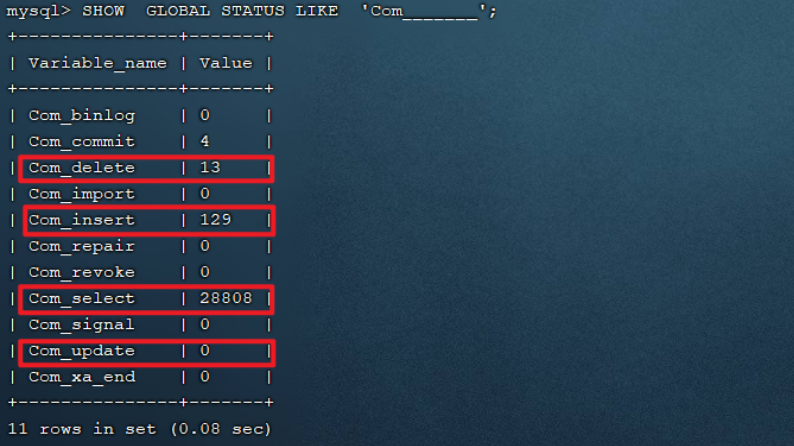 mysql> SHOW  GLOBAL STATUS LIKE  'Com_______';
+---------------+-------+
| Variable_name | Value |
+---------------+-------+
| Com_binlog    | 0     |
| Com_commit    | 4     |
| Com_delete    | 13    |
| Com_import    | 0     |
| Com_insert    | 129   |
| Com_repair    | 0     |
| Com_revoke    | 0     |
| Com_select    | 28808 |
| Com_signal    | 0     |
| Com_update    | 0     |
| Com_xa_end    | 0     |
+---------------+-------+
11 rows in set (0.08 sec)